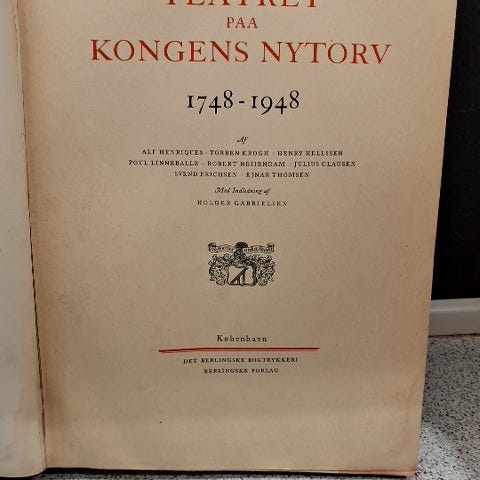 TEATRET
PAA
KONGENS NYTORV
1748-1948
Af
ALF HENRIQUES · TORBEN KROGH · HENRY HELLSSEN
POUL LINNEBALLE · ROBERT NEIIENDAM · JULIUS CLAUSEN
SVEND ERICHSEN · EJNAR THOMSEN
Med Indledning af
HOLGER GABRIELSEN
København
DET BERLINGSKE BOGTRYKKERI
BERLINGSKE FORLAG